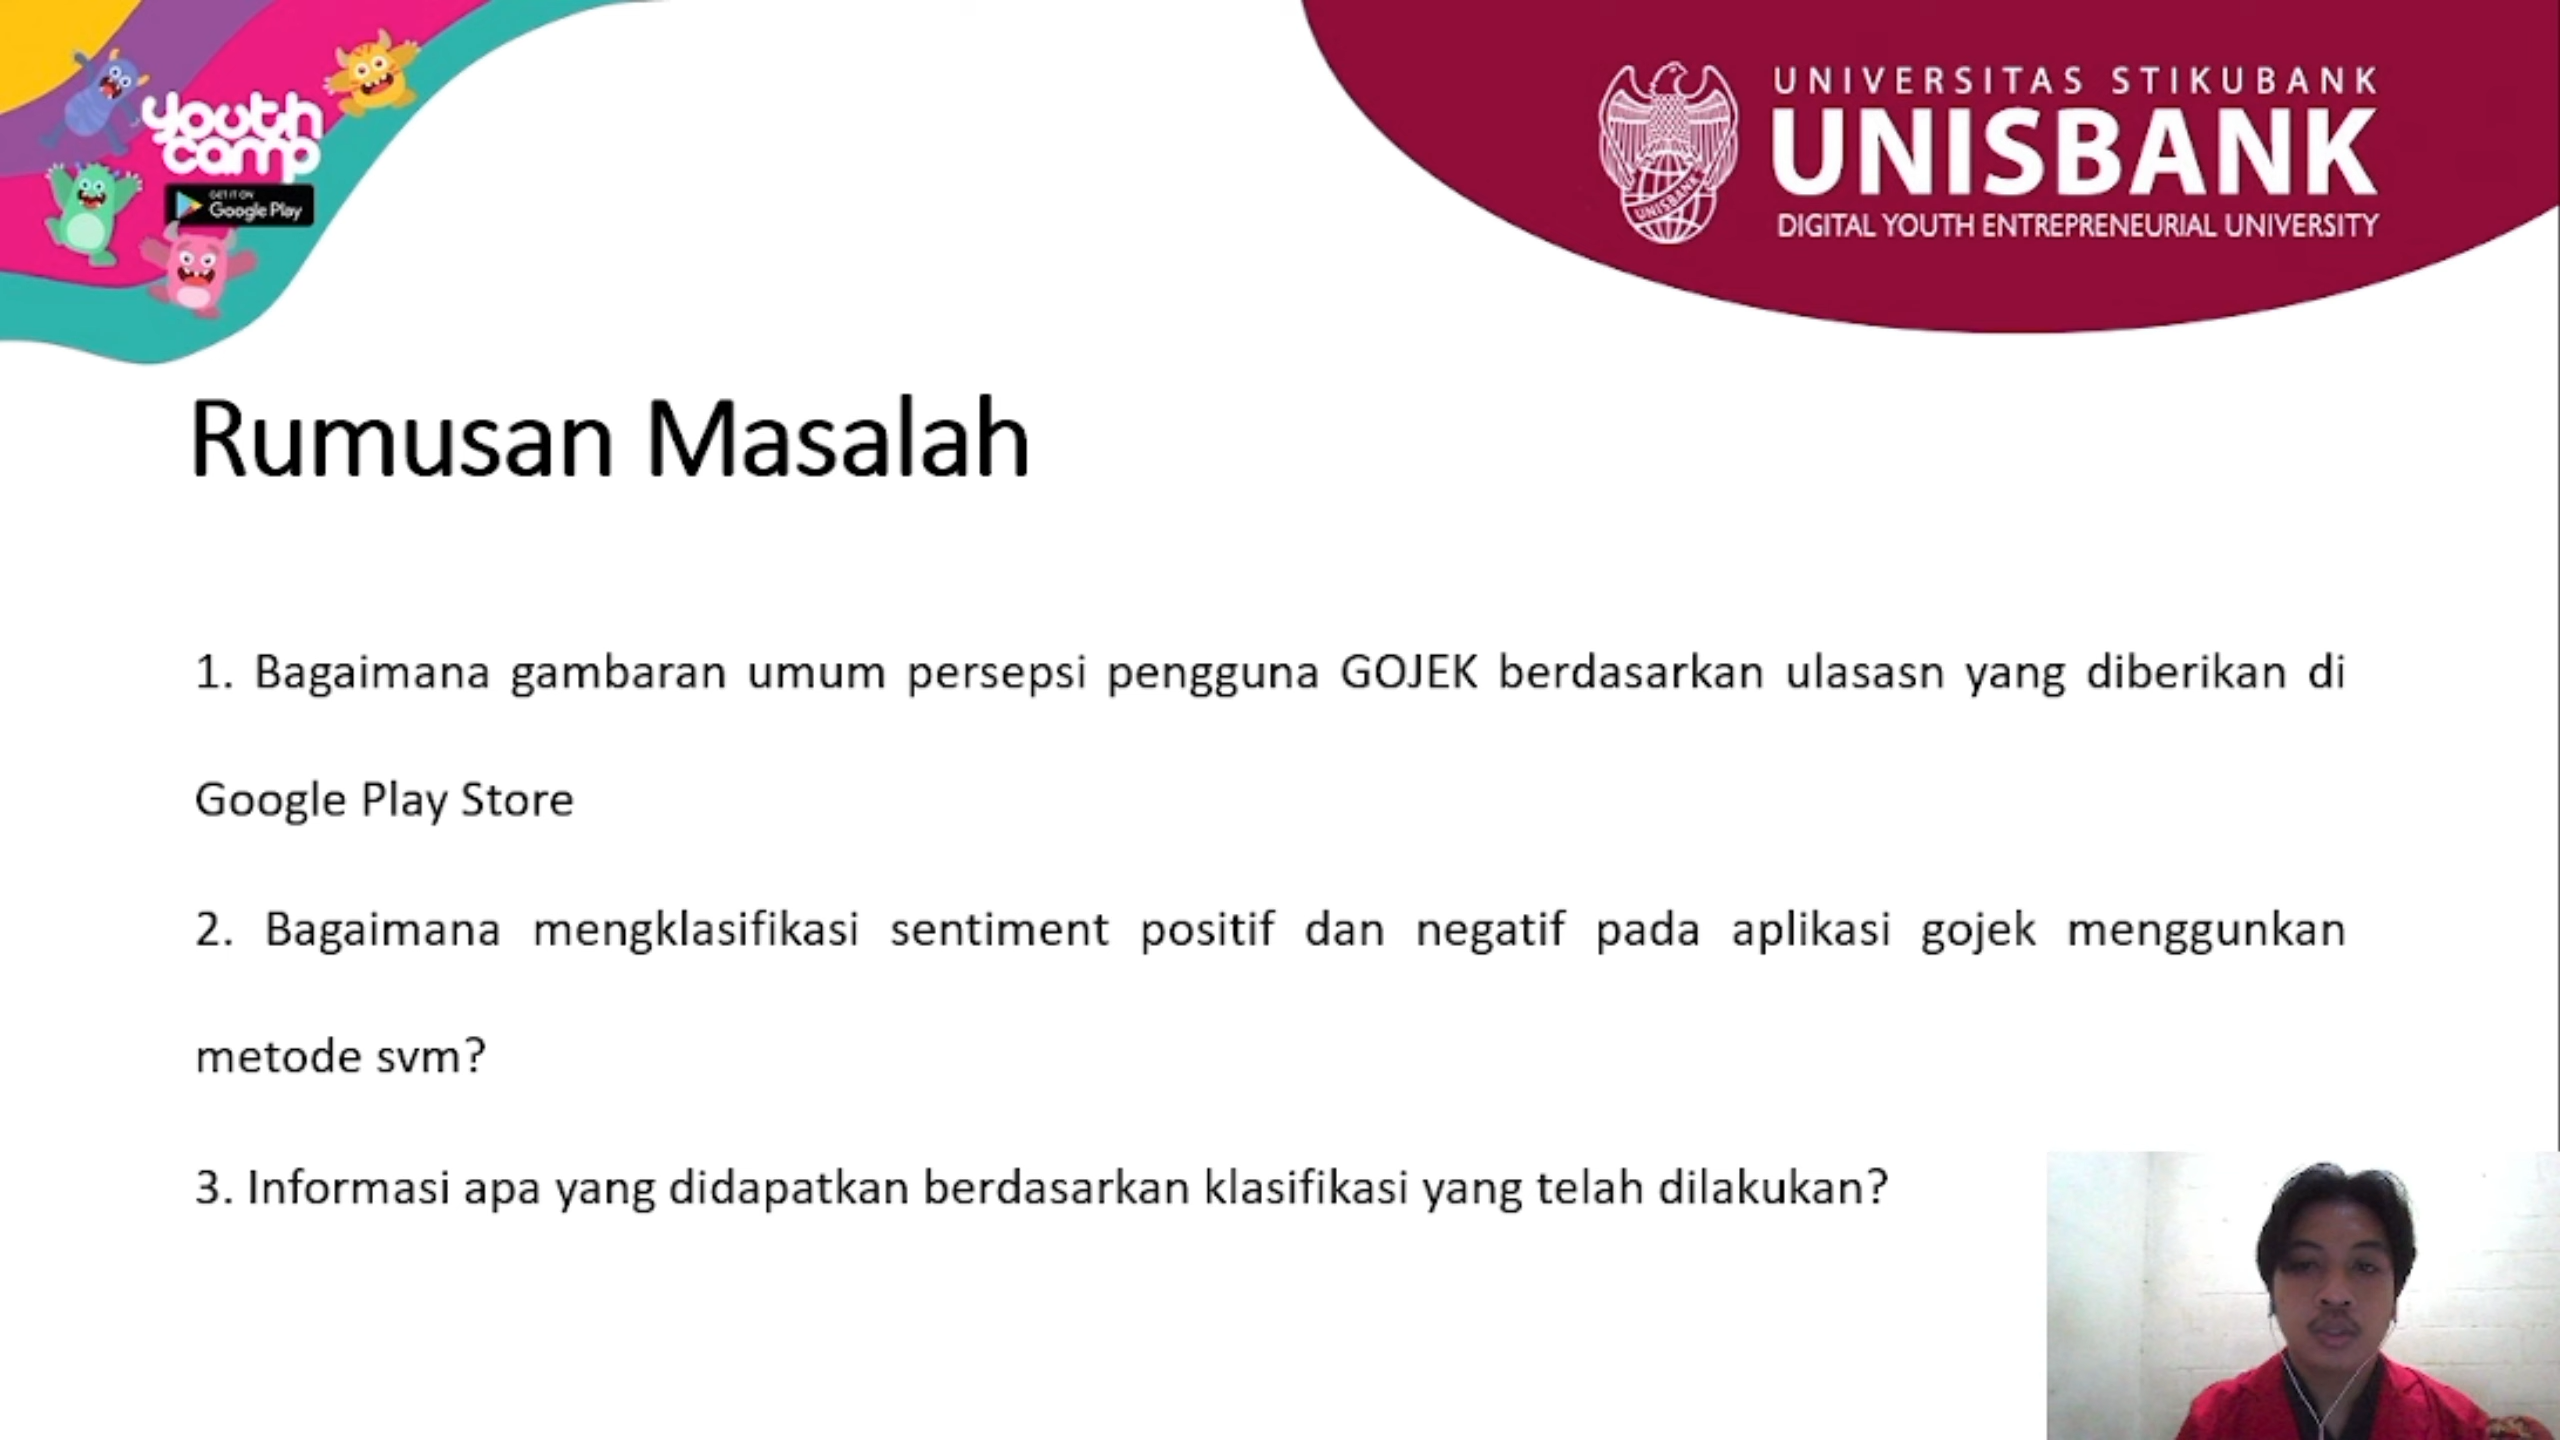 youth
camp
GET IT ON
Google Play
UNIVERSITAS STIKUBANK
UNISBANK
DIGITAL YOUTH ENTREPRENEURIAL UNIVERSITY
UNISBANK
Rumusan Masalah
1. Bagaimana gambaran umum persepsi pengguna GOJEK berdasarkan ulasasn yang diberikan di
Google Play Store
2. Bagaimana mengklasifikasi sentiment positif dan negatif pada aplikasi gojek menggunkan
metode svm?
3. Informasi apa yang didapatkan berdasarkan klasifikasi yang telah dilakukan?